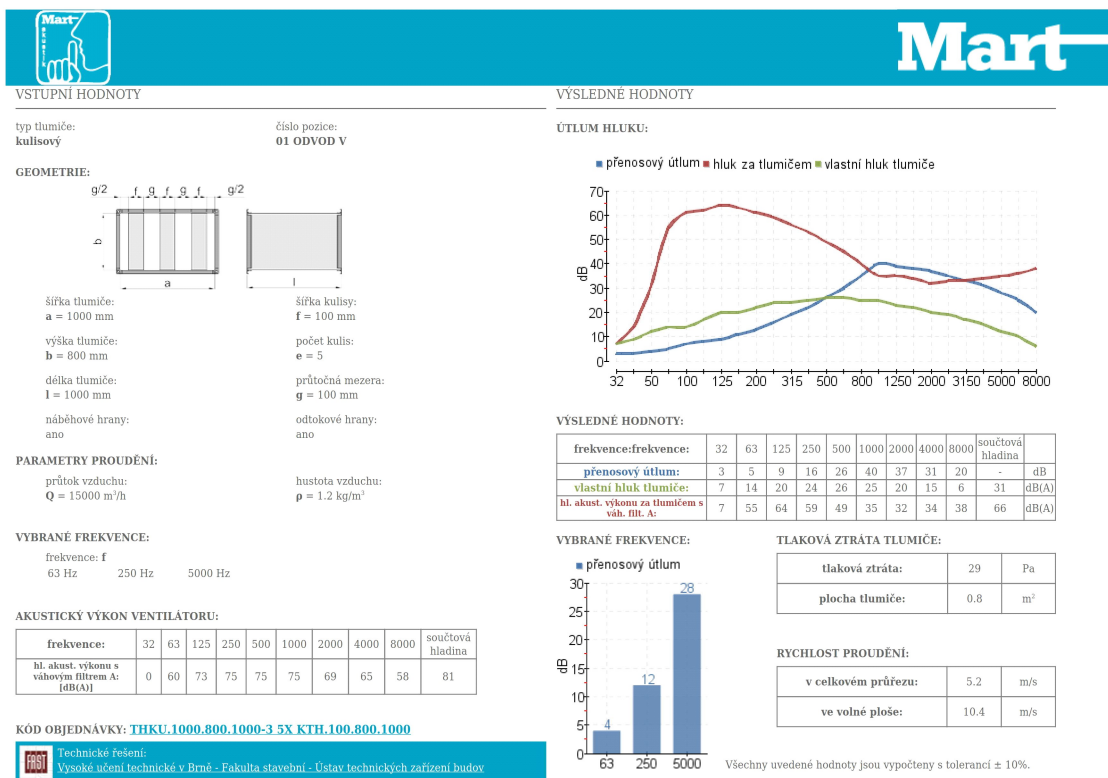 Mart
akustik
Mart
VSTUPNÍ HODNOTY
typ tlumiče:
kulisový
číslo pozice:
01 ODVOD V
GEOMETRIE:
g/2 f g f g f g/2
b
a
l
šířka tlumiče:
a = 1000 mm
šířka kulisy:
f = 100 mm
výška tlumiče:
b = 800 mm
počet kulis:
e = 5
délka tlumiče:
l = 1000 mm
průtočná mezera:
g = 100 mm
náběhové hrany:
ano
odtokové hrany:
ano
PARAMETRY PROUDĚNÍ:
průtok vzduchu:
Q = 15000 m³/h
hustota vzduchu:
ρ = 1.2 kg/m³
VYBRANÉ FREKVENCE:
frekvence: f
63 Hz 250 Hz 5000 Hz
AKUSTICKÝ VÝKON VENTILÁTORU:
frekvence: 32 63 125 250 500 1000 2000 4000 8000 součtová
hladina
hl. akust. výkonu s
váhovým filtrem A:
[dB(A)]
0 60 73 75 75 75 69 65 58 81
KÓD OBJEDNÁVKY: THKU.1000.800.1000-3 5X KTH.100.800.1000
FAST
Technické řešení:
Vysoké učení technické v Brně - Fakulta stavební - Ústav technických zařízení budov
VÝSLEDNÉ HODNOTY
ÚTLUM HLUKU:
přenosový útlum hluk za tlumičem vlastní hluk tlumiče
70
60
50
40
30
20
10
0
dB
32 50 100 125 200 315 500 800 1250 2000 3150 5000 8000
VÝSLEDNÉ HODNOTY:
frekvence:frekvence: 32 63 125 250 500 1000 2000 4000 8000 součtová
hladina
přenosový útlum: 3 5 9 16 26 40 37 31 20 - dB
vlastní hluk tlumiče: 7 14 20 24 26 25 20 15 6 31 dB(A)
hl. akust. výkonu za tlumičem s
váh. filt. A:
7 55 64 59 49 35 32 34 38 66 dB(A)
VYBRANÉ FREKVENCE:
přenosový útlum
30
25
20
15
10
5
0
dB
4
12
28
63 250 5000
TLAKOVÁ ZTRÁTA TLUMIČE:
tlaková ztráta: 29 Pa
plocha tlumiče: 0.8 m²
RYCHLOST PROUDĚNÍ:
v celkovém průřezu: 5.2 m/s
ve volné ploše: 10.4 m/s
Všechny uvedené hodnoty jsou vypočteny s tolerancí ± 10%.